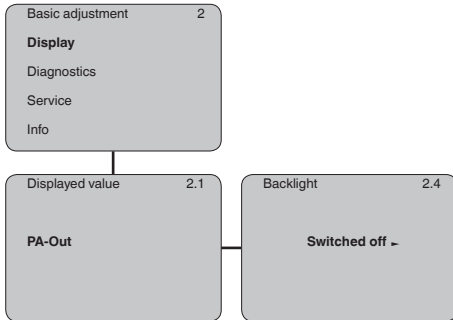 Basic adjustment 2
Display
Diagnostics
Service
Info
Displayed value 2.1
PA-Out
Backlight 2.4
Switched off ►